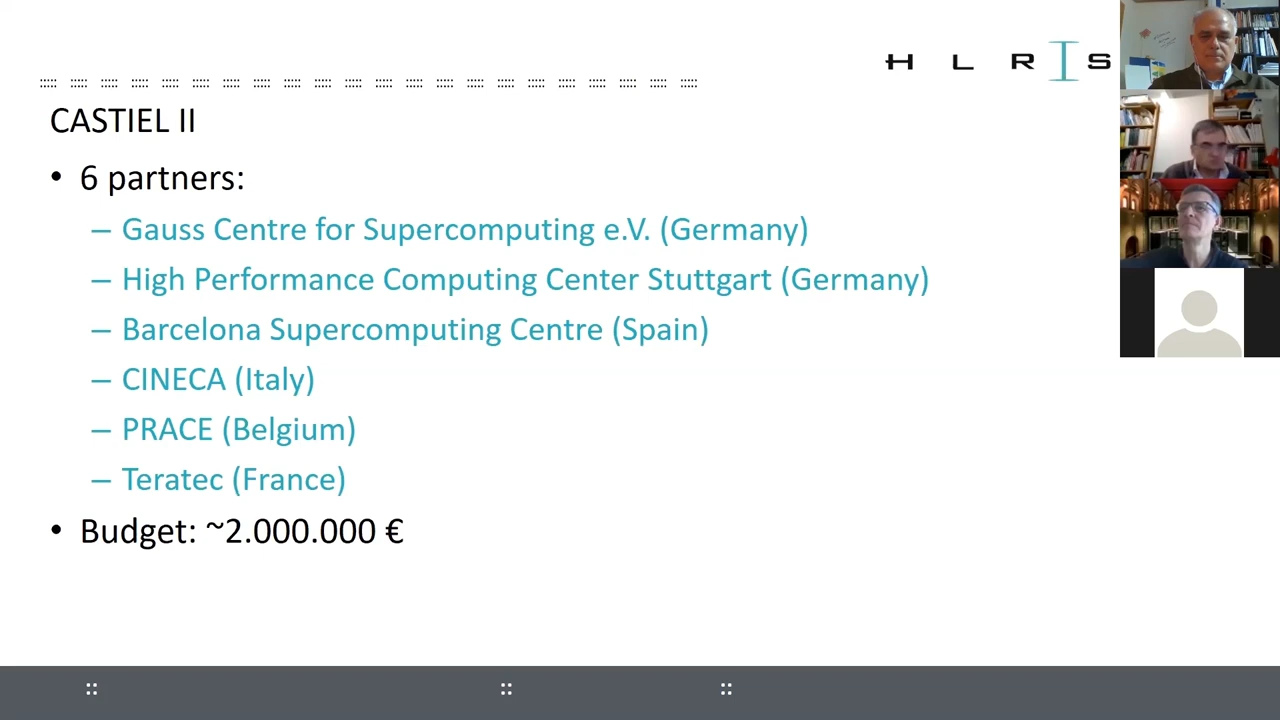 H L R I S
CASTIEL II
• 6 partners:
– Gauss Centre for Supercomputing e.V. (Germany)
– High Performance Computing Center Stuttgart (Germany)
– Barcelona Supercomputing Centre (Spain)
– CINECA (Italy)
– PRACE (Belgium)
– Teratec (France)
• Budget: ~2.000.000 €